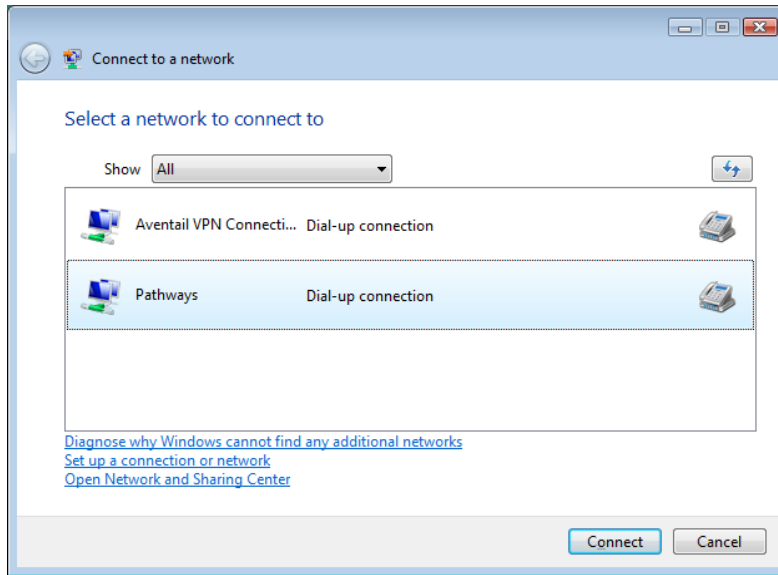 Connect to a network
Select a network to connect to
Show All
Aventail VPN Connecti... Dial-up connection
Pathways Dial-up connection
Diagnose why Windows cannot find any additional networks
Set up a connection or network
Open Network and Sharing Center
Connect Cancel